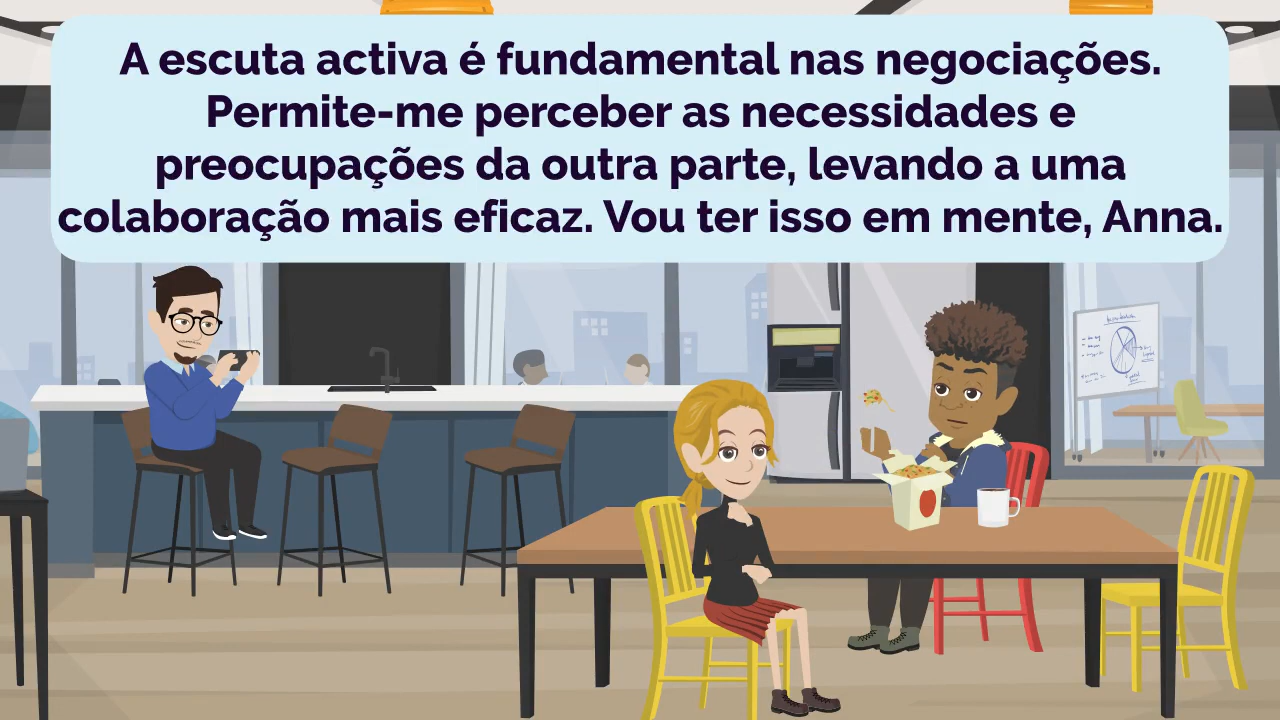 A escuta activa é fundamental nas negociações.
Permite-me perceber as necessidades e
preocupações da outra parte, levando a uma
colaboração mais eficaz. Vou ter isso em mente, Anna.